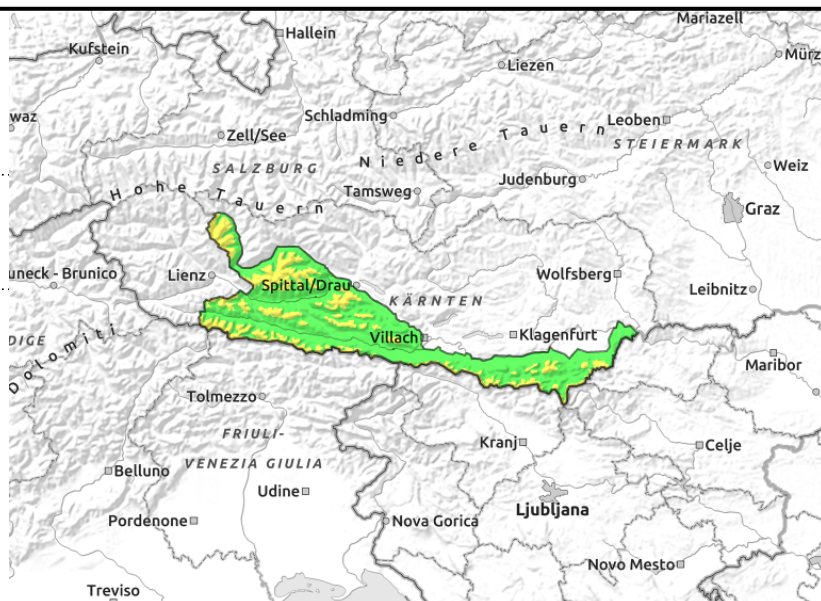 Mariazell
Hallein
Kufstein
Liezen
Mürz
waz
Schladming
Leoben
Zell/See
Niedere Tauern
STEIERMARK
SALZBURG
Weiz
Hohe Tauern
Tamsweg
Judenburg
Graz
uneck - Brunico
Lienz
Wolfsberg
Spittal/Drau
KÄRNTEN
Leibnitz
DIGE
Dolomiti
Villach
Klagenfurt
Maribor
Tolmezzo
FRIULI-
VENEZIA GIULIA
Kranj
Celje
Belluno
Udine
Ljubljana
Pordenone
Nova Gorica
Novo Mesto
Treviso